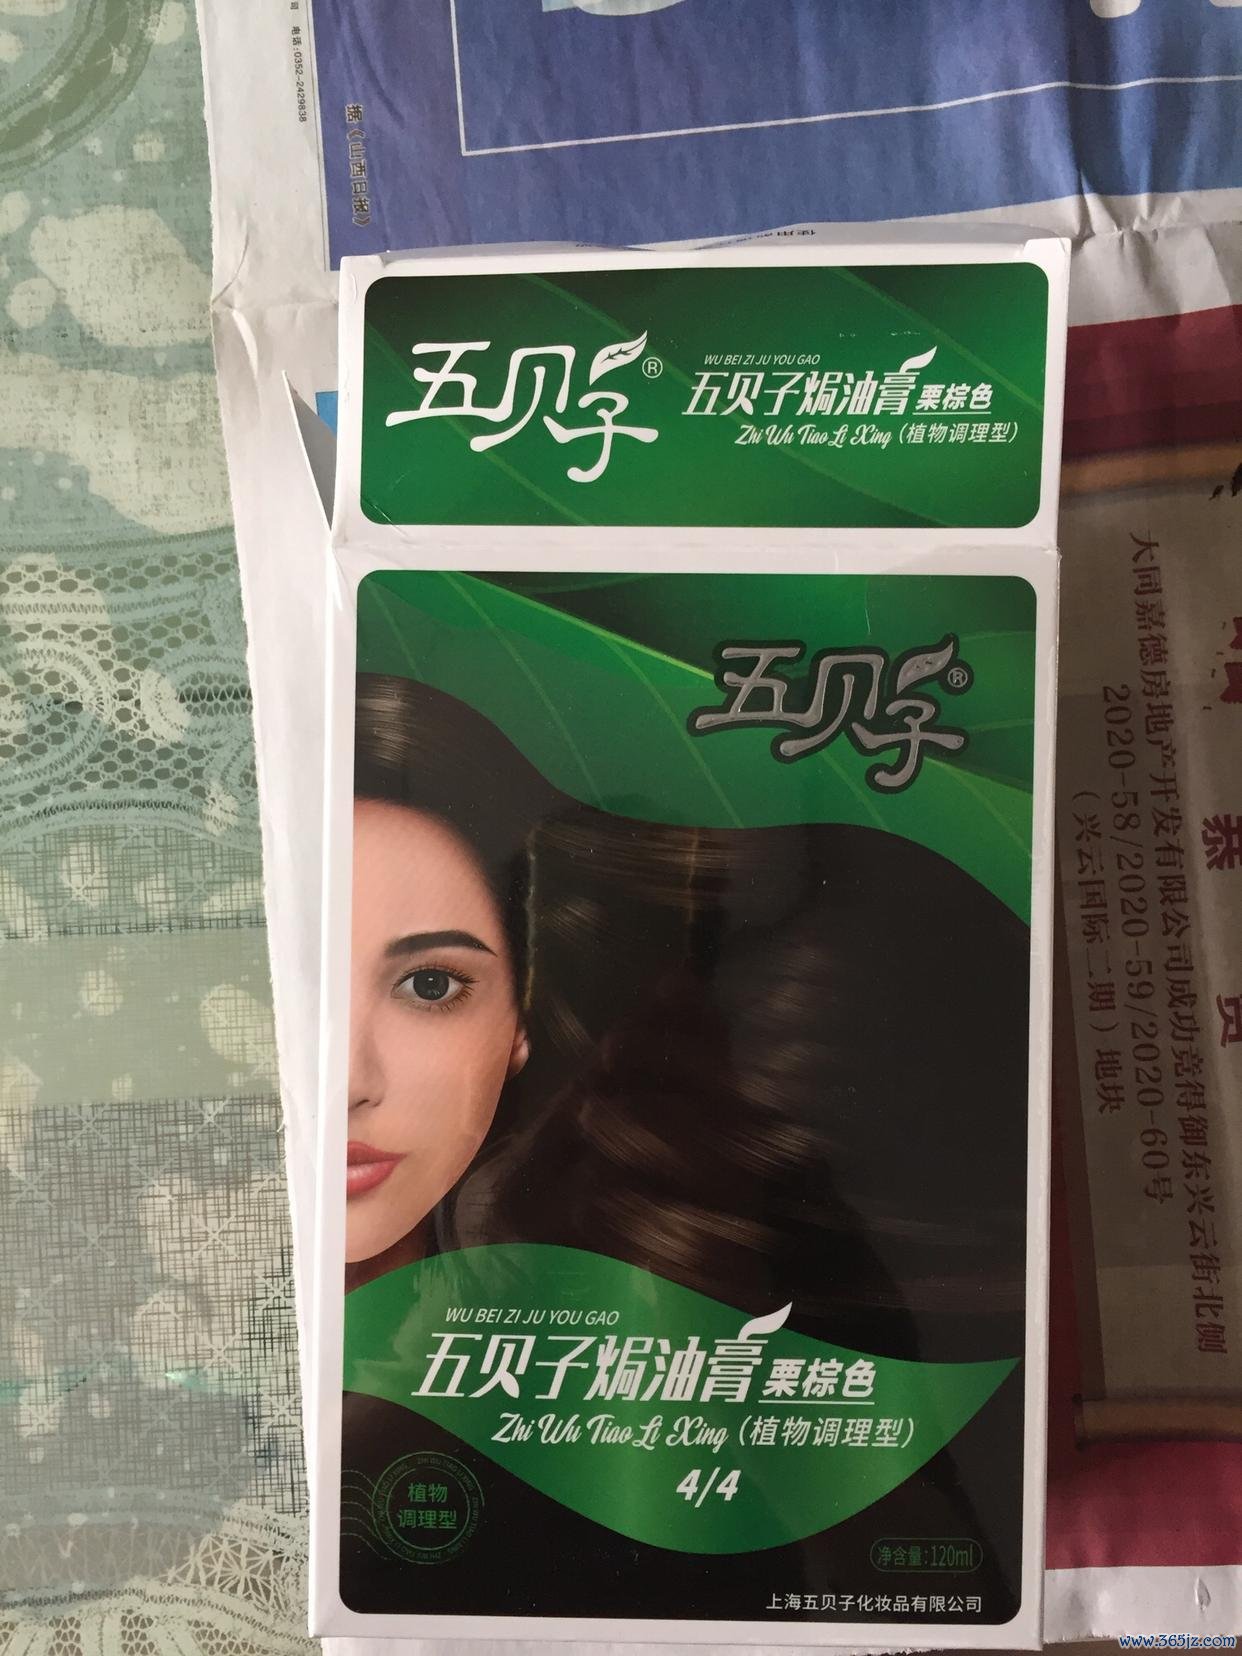 司 电话:0352-2429838
据《山西日报》
五贝子®
WU BEI ZI JU YOU GAO
五贝子焗油膏 栗棕色
Zhi Wu Tiao Li Xing (植物调理型)
五贝子®
WU BEI ZI JU YOU GAO
五贝子焗油膏 栗棕色
Zhi Wu Tiao Li Xing (植物调理型)
4/4
植物
调理型
净含量:120ml
上海五贝子化妆品有限公司
大同嘉德房地产开发有限公司成功竞得御东兴云街北侧
2020-58/2020-59/2020-60号
(兴云国际二期)地块
恭
贺
www.365jz.com